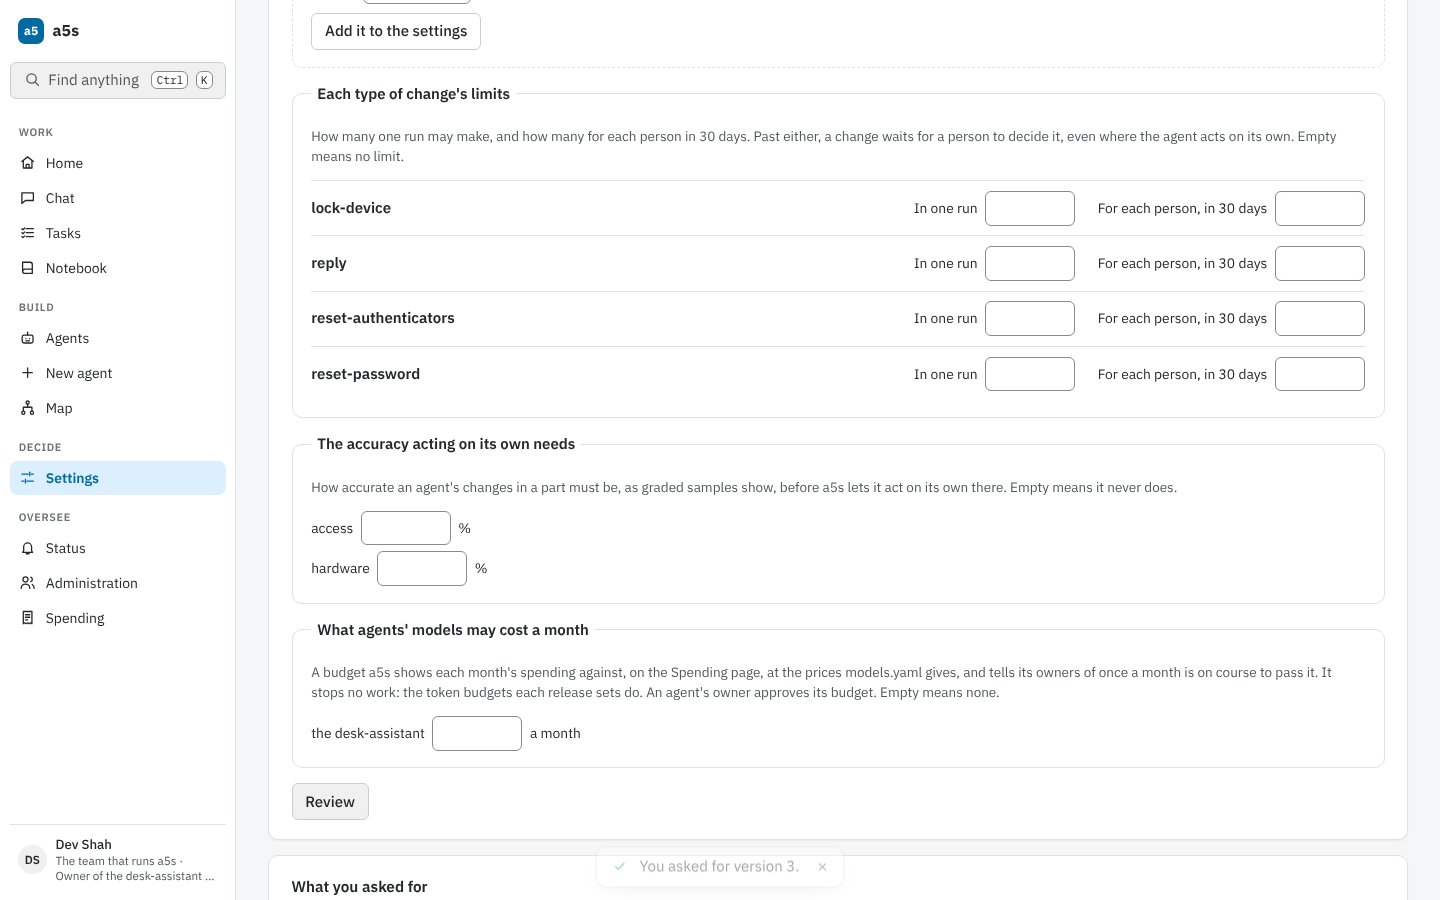 a5 a5s
Find anything Ctrl K
WORK
Home
Chat
Tasks
Notebook
BUILD
Agents
New agent
Map
DECIDE
Settings
OVERSEE
Status
Administration
Spending
DS Dev Shah
The team that runs a5s ·
Owner of the desk-assistant ...
Add it to the settings
Each type of change's limits
How many one run may make, and how many for each person in 30 days. Past either, a change waits for a person to decide it, even where the agent acts on its own. Empty
means no limit.
lock-device In one run For each person, in 30 days
reply In one run For each person, in 30 days
reset-authenticators In one run For each person, in 30 days
reset-password In one run For each person, in 30 days
The accuracy acting on its own needs
How accurate an agent's changes in a part must be, as graded samples show, before a5s lets it act on its own there. Empty means it never does.
access %
hardware %
What agents' models may cost a month
A budget a5s shows each month's spending against, on the Spending page, at the prices models.yaml gives, and tells its owners of once a month is on course to pass it. It
stops no work: the token budgets each release sets do. An agent's owner approves its budget. Empty means none.
the desk-assistant a month
Review
You asked for version 3. ×
What you asked for